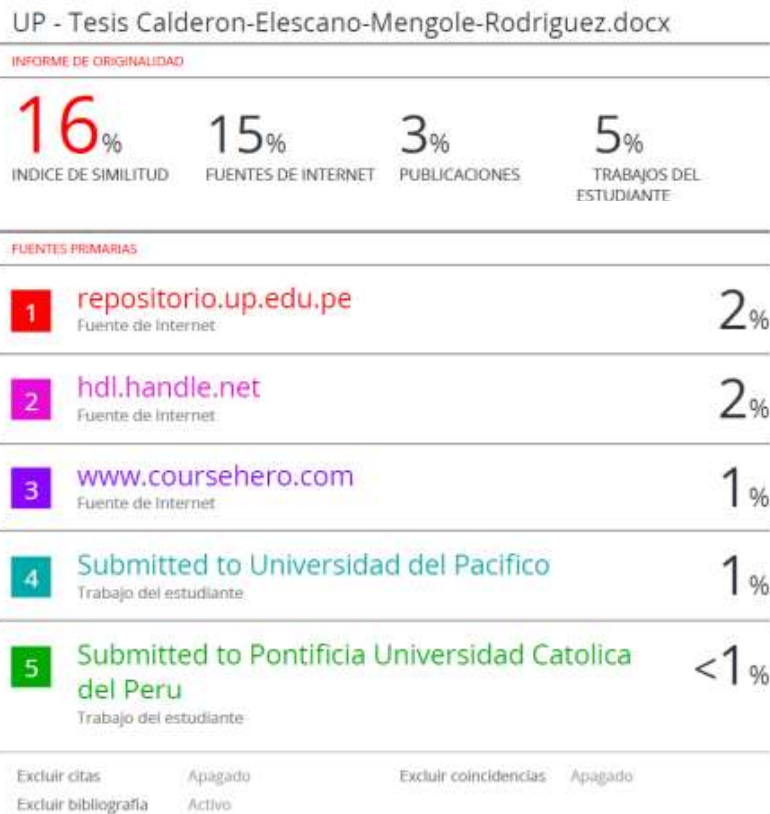 UP - Tesis Calderon-Elescano-Mengole-Rodriguez.docx
INFORME DE ORIGINALIDAD
16%
INDICE DE SIMILITUD
15%
FUENTES DE INTERNET
3%
PUBLICACIONES
5%
TRABAJOS DEL
ESTUDIANTE
FUENTES PRIMARIAS
1
repositorio.up.edu.pe
Fuente de Internet
2%
2
hdl.handle.net
Fuente de Internet
2%
3
www.coursehero.com
Fuente de Internet
1%
4
Submitted to Universidad del Pacifico
Trabajo del estudiante
1%
5
Submitted to Pontificia Universidad Catolica
del Peru
Trabajo del estudiante
<1%
Excluir citas Apagado Excluir coincidencias Apagado
Excluir bibliografía Activo